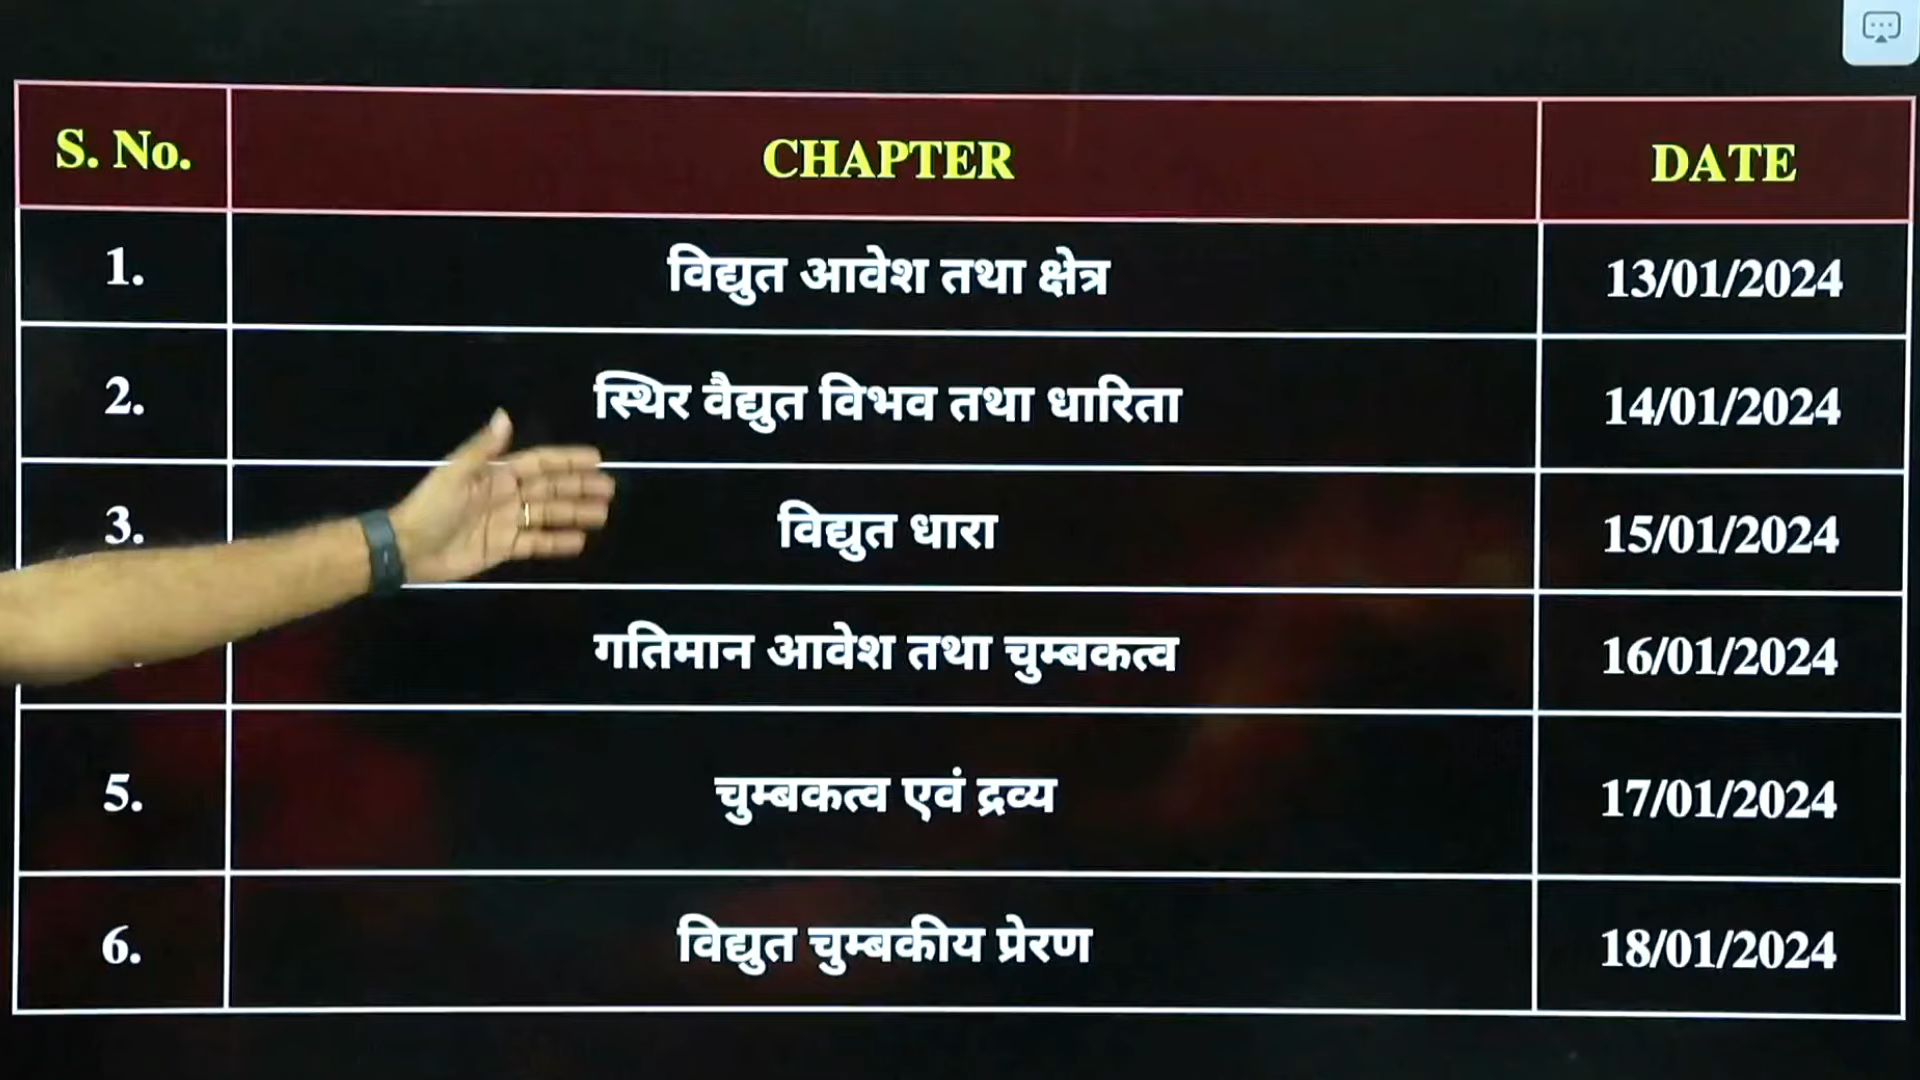 S. No. CHAPTER DATE
1. विद्युत आवेश तथा क्षेत्र 13/01/2024
2. स्थिर वैद्युत विभव तथा धारिता 14/01/2024
3. विद्युत धारा 15/01/2024
गतिमान आवेश तथा चुम्बकत्व 16/01/2024
5. चुम्बकत्व एवं द्रव्य 17/01/2024
6. विद्युत चुम्बकीय प्रेरण 18/01/2024